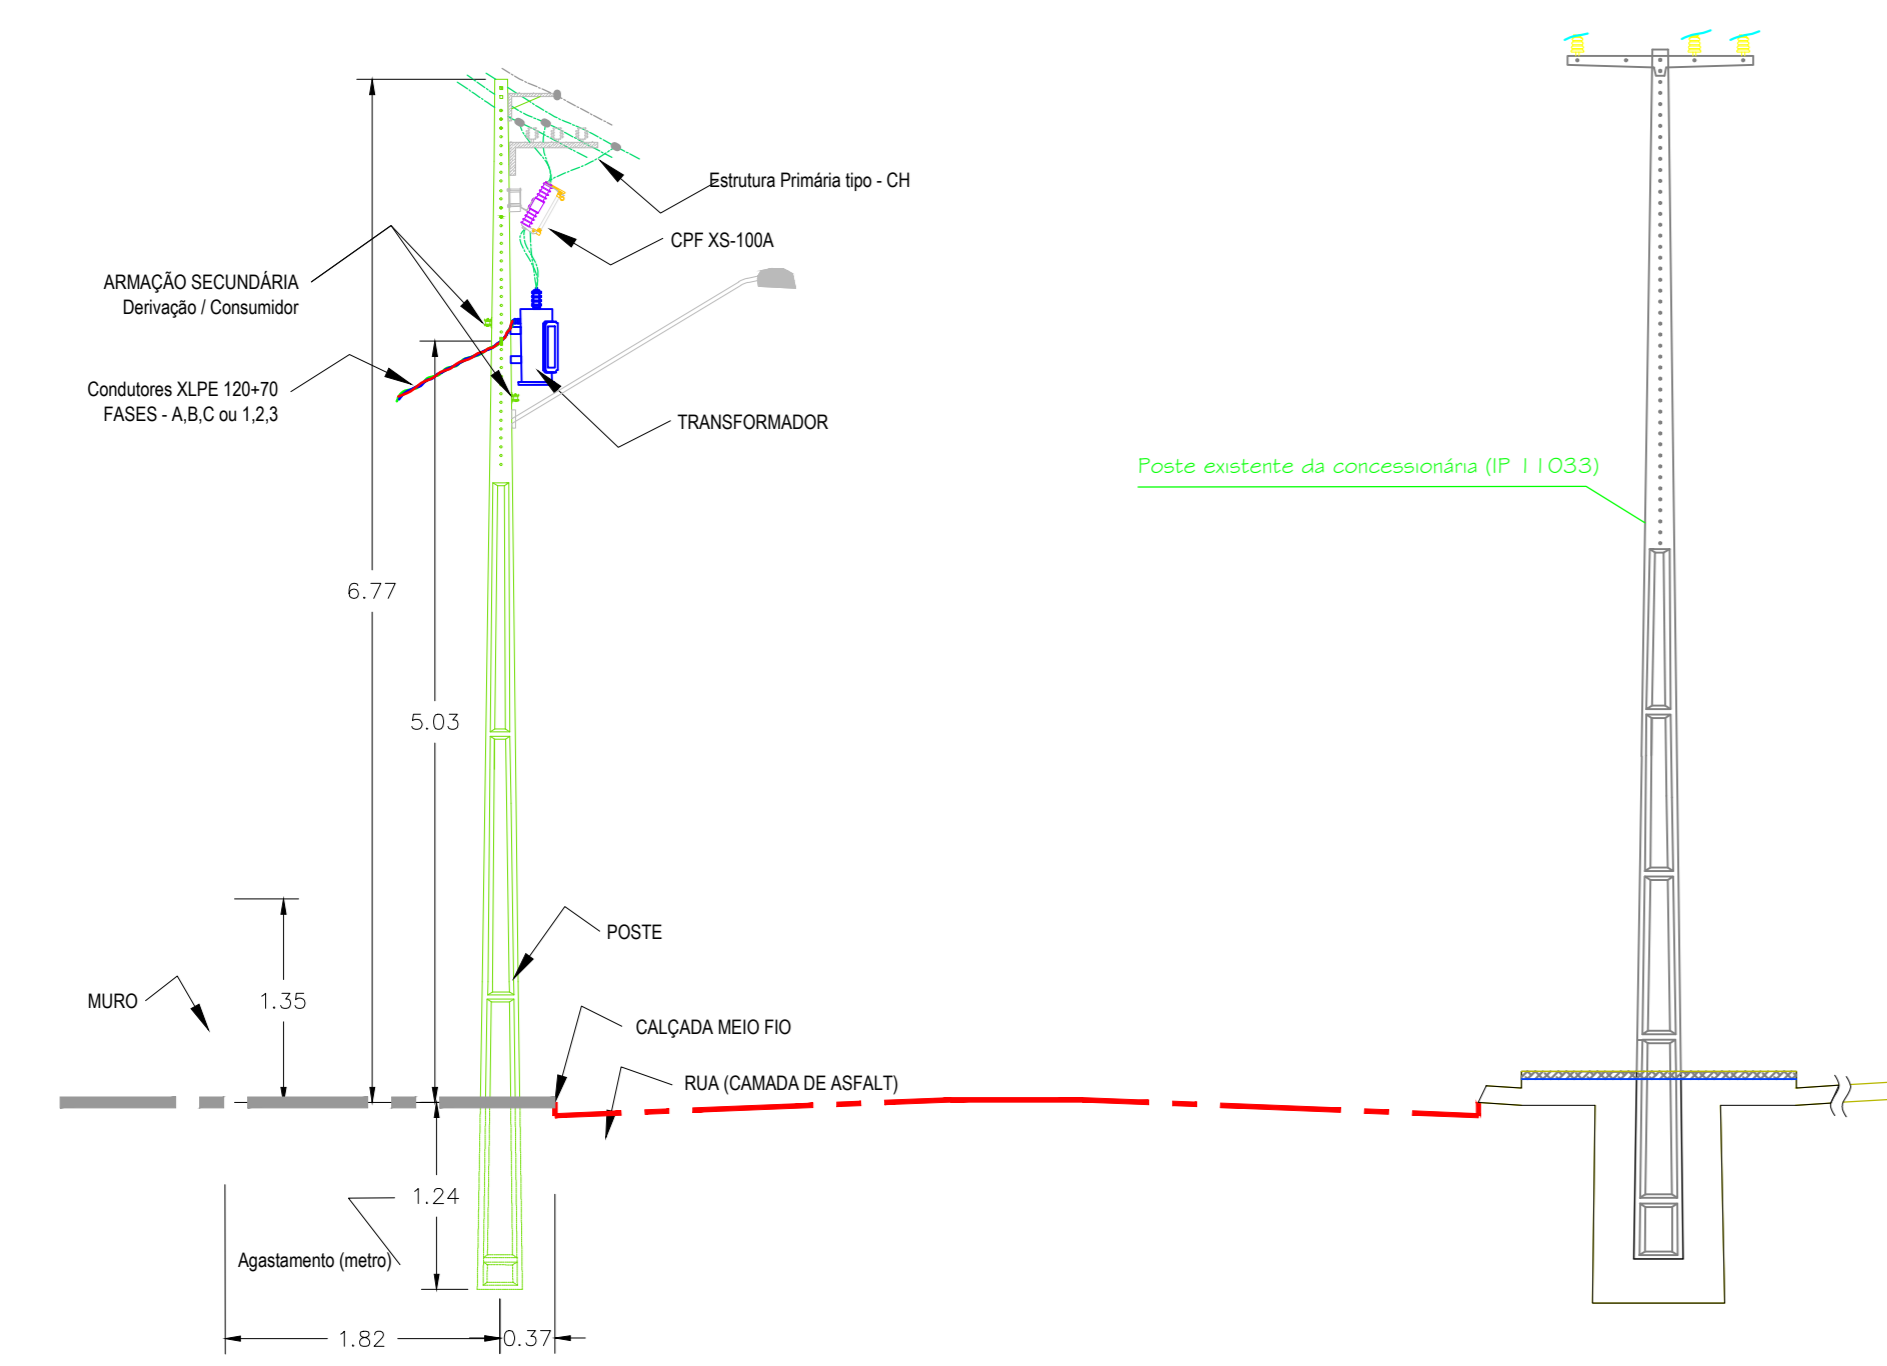 Estrutura Primária tipo - CH
CPF XS-100A
ARMAÇÃO SECUNDÁRIA
Derivação / Consumidor
Condutores XLPE 120+70
FASES - A,B,C ou 1,2,3
TRANSFORMADOR
Poste existente da concessionária (IP 11033)
6.77
5.03
POSTE
MURO
1.35
CALÇADA MEIO FIO
RUA (CAMADA DE ASFALT)
1.24
Agastamento (metro)
1.82
0.37